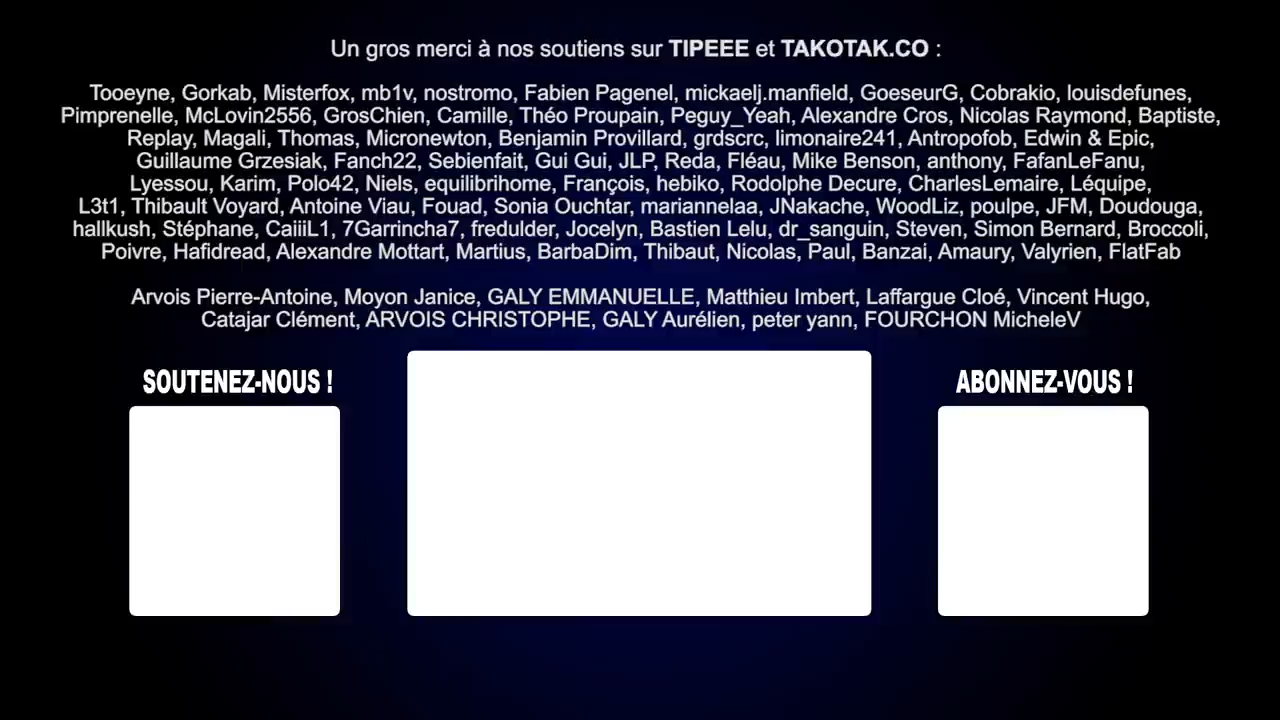 Un gros merci à nos soutiens sur TIPEEE et TAKOTAK.CO :
Tooeyne, Gorkab, Misterfox, mb1v, nostromo, Fabien Pagenel, mickaelj.manfield, GoeseurG, Cobrakio, louisdefunes,
Pimprenelle, McLovin2556, GrosChien, Camille, Théo Proupain, Peguy_Yeah, Alexandre Cros, Nicolas Raymond, Baptiste,
Replay, Magali, Thomas, Micronewton, Benjamin Provillard, grdscrc, limonaire241, Antropofob, Edwin & Epic,
Guillaume Grzesiak, Fanch22, Sebienfait, Gui Gui, JLP, Reda, Fléau, Mike Benson, anthony, FafanLeFanu,
Lyessou, Karim, Polo42, Niels, equilibrihome, François, hebiko, Rodolphe Decure, CharlesLemaire, Léquipe,
L3t1, Thibault Voyard, Antoine Viau, Fouad, Sonia Ouchtar, mariannelaa, JNakache, WoodLiz, poulpe, JFM, Doudouga,
hallkush, Stéphane, CaiiiL1, 7Garrincha7, fredulder, Jocelyn, Bastien Lelu, dr_sanguin, Steven, Simon Bernard, Broccoli,
Poivre, Hafidread, Alexandre Mottart, Martius, BarbaDim, Thibaut, Nicolas, Paul, Banzai, Amaury, Valyrien, FlatFab
Arvois Pierre-Antoine, Moyon Janice, GALY EMMANUELLE, Matthieu Imbert, Laffargue Cloé, Vincent Hugo,
Catajar Clément, ARVOIS CHRISTOPHE, GALY Aurélien, peter yann, FOURCHON MicheleV
SOUTENEZ-NOUS !
ABONNEZ-VOUS !